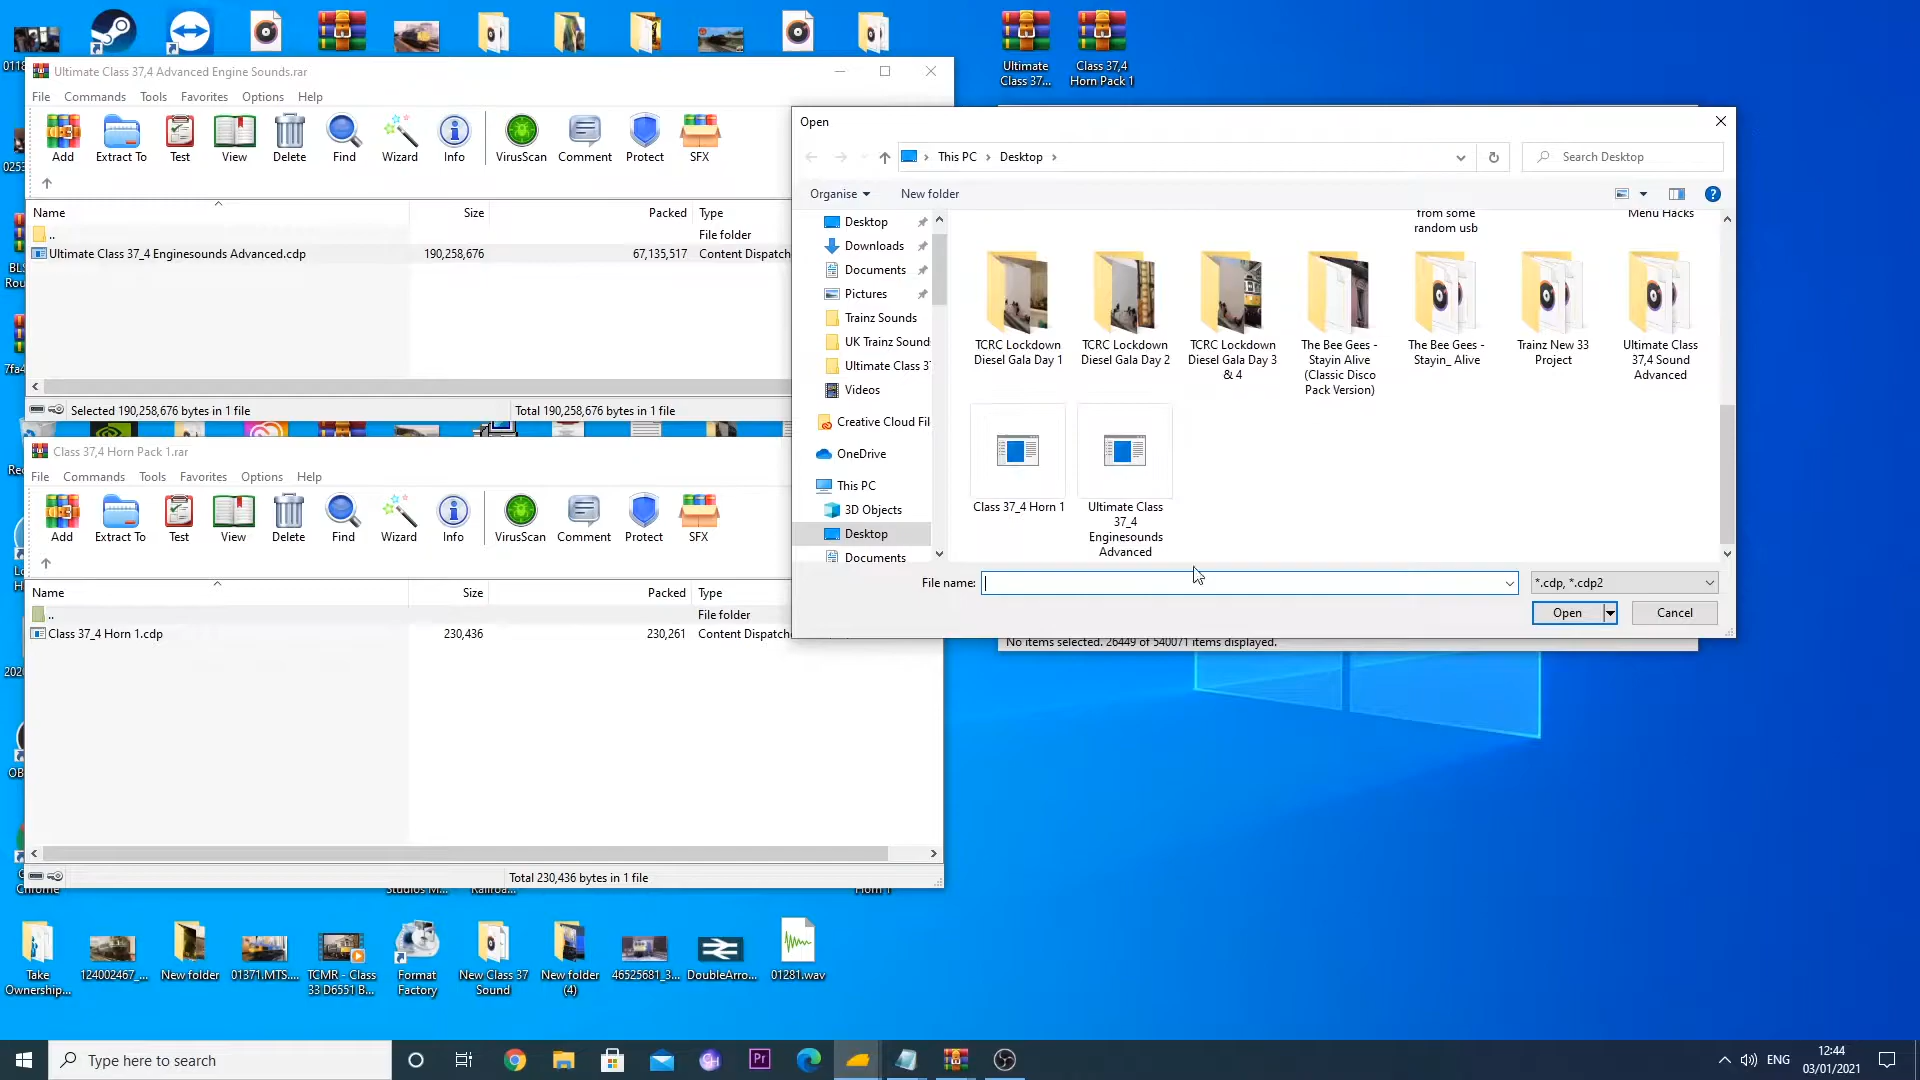 Ultimate
Class 37...
Class 37,4
Horn Pack 1
Ultimate Class 37,4 Advanced Engine Sounds.rar
File Commands Tools Favorites Options Help
Add Extract To Test View Delete Find Wizard Info VirusScan Comment Protect SFX
Name Size Packed Type
.. File folder
Ultimate Class 37_4 Enginesounds Advanced.cdp 190,258,676 67,135,517 Content Dispatch
Selected 190,258,676 bytes in 1 file Total 190,258,676 bytes in 1 file
Class 37,4 Horn Pack 1.rar
File Commands Tools Favorites Options Help
Add Extract To Test View Delete Find Wizard Info VirusScan Comment Protect SFX
Name Size Packed Type
.. File folder
Class 37_4 Horn 1.cdp 230,436 230,261 Content Dispatch
Total 230,436 bytes in 1 file
Open
This PC Desktop
Search Desktop
Organise New folder
Desktop
Downloads
Documents
Pictures
Trainz Sounds
UK Trainz Sound
Ultimate Class 37
Videos
Creative Cloud Fil
OneDrive
This PC
3D Objects
Desktop
Documents
from some
random usb
Menu Hacks
TCRC Lockdown
Diesel Gala Day 1
TCRC Lockdown
Diesel Gala Day 2
TCRC Lockdown
Diesel Gala Day 3
& 4
The Bee Gees -
Stayin Alive
(Classic Disco
Pack Version)
The Bee Gees -
Stayin_ Alive
Trainz New 33
Project
Ultimate Class
37,4 Sound
Advanced
Class 37_4 Horn 1
Ultimate Class
37_4
Enginesounds
Advanced
File name: *.cdp, *.cdp2
Open Cancel
No items selected. 26449 of 540071 items displayed.
Chrome
Studios M...
Railroa...
Horn 1
Take
Ownership...
124002467_...
New folder
01371.MTS....
TCMR - Class
33 D6551 B...
Format
Factory
New Class 37
Sound
New folder
(4)
46525681_3...
DoubleArro...
01281.wav
Type here to search
Pr
ENG
12:44
03/01/2021